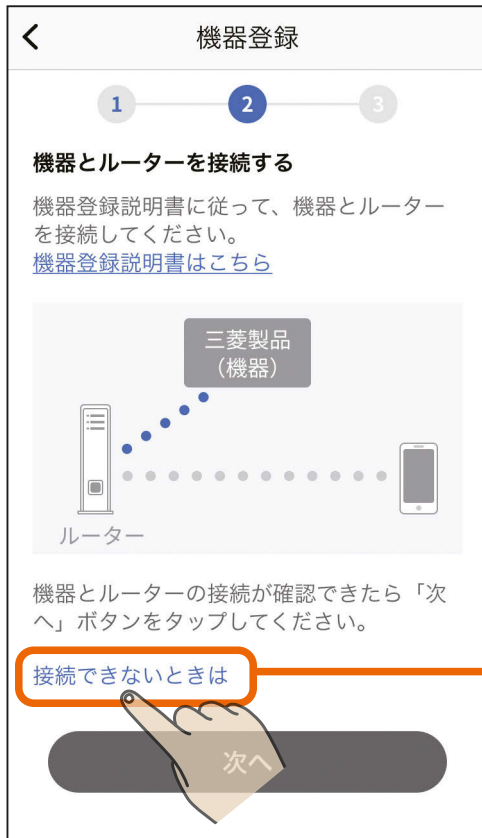 機器登録
1 2 3
機器とルーターを接続する
機器登録説明書に従って、機器とルーター
を接続してください。
機器登録説明書はこちら
三菱製品
（機器）
ルーター
機器とルーターの接続が確認できたら「次
へ」ボタンをタップしてください。
接続できないときは
次へ